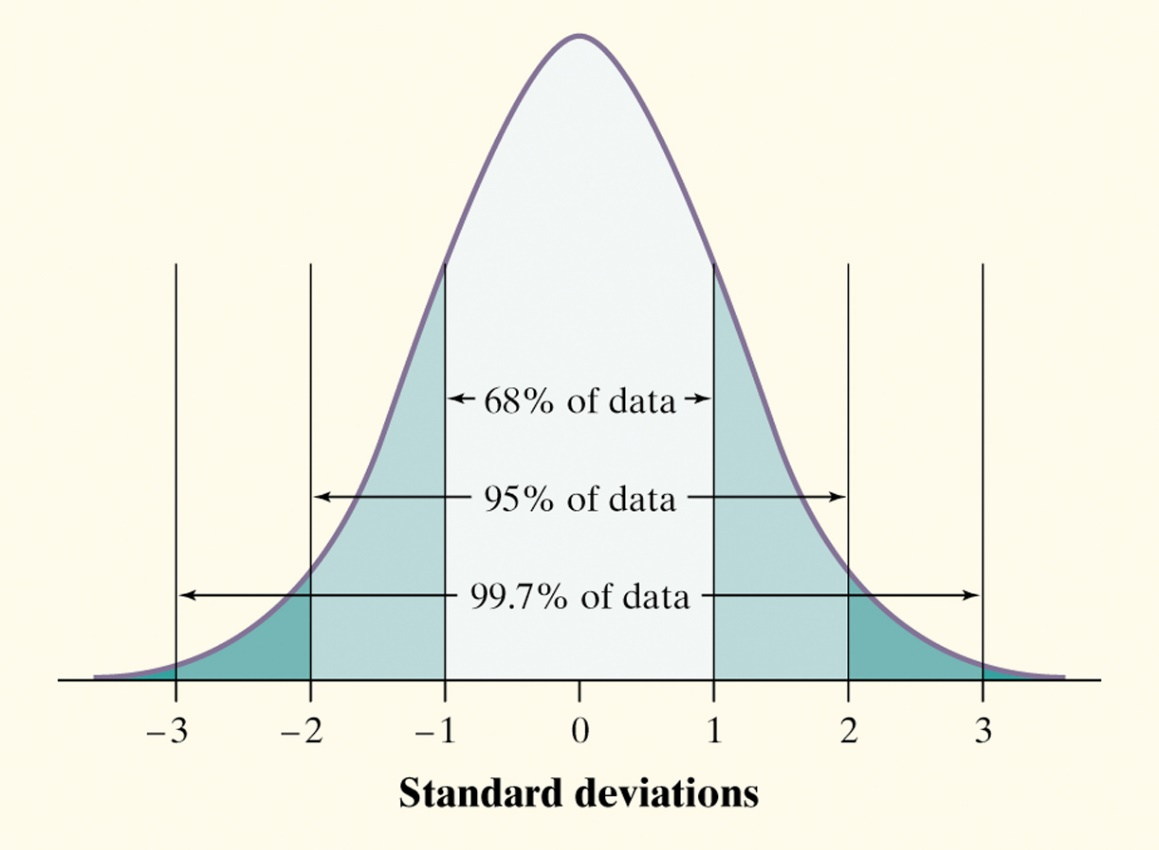 68% of data
95% of data
99.7% of data
−3 −2 −1 0 1 2 3
Standard deviations